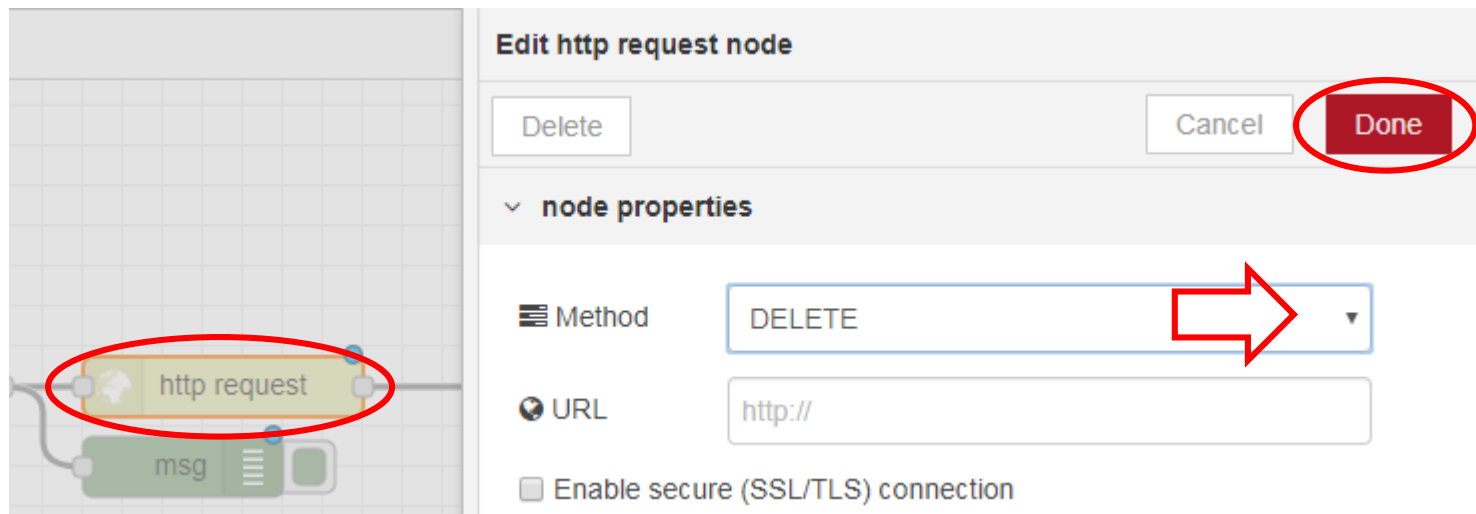 Edit http request node
Delete
Cancel
Done
node properties
Method
DELETE
http request
URL
http://
msg
Enable secure (SSL/TLS) connection